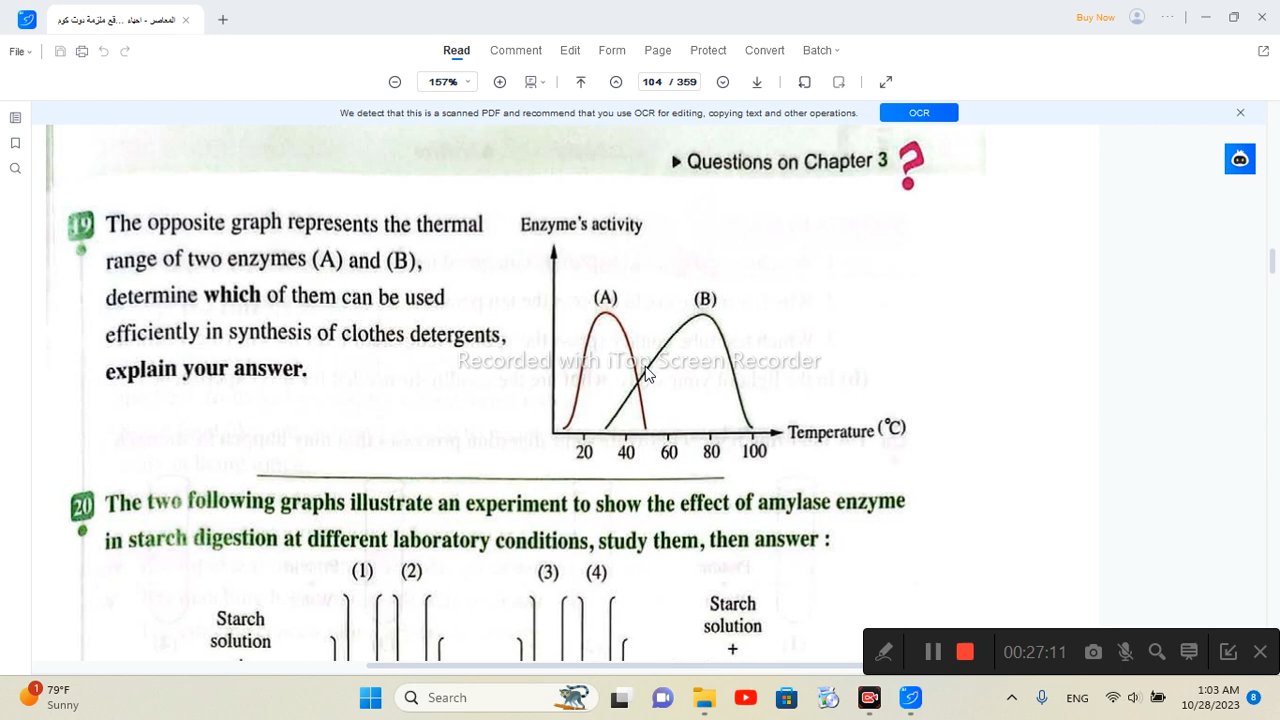 المعاصر - احياء ...قع ملزمة دوت كوم
Buy Now
File
Read Comment Edit Form Page Protect Convert Batch
157% 104 / 359
We detect that this is a scanned PDF and recommend that you use OCR for editing, copying text and other operations. OCR
Questions on Chapter 3 ?
19 The opposite graph represents the thermal
range of two enzymes (A) and (B),
determine which of them can be used
efficiently in synthesis of clothes detergents,
explain your answer.
Enzyme's activity
(A) (B)
Recorded with iTop Screen Recorder
Temperature (°C)
20 40 60 80 100
20 The two following graphs illustrate an experiment to show the effect of amylase enzyme
in starch digestion at different laboratory conditions, study them, then answer :
(1) (2) (3) (4)
Starch
solution
Starch
solution
+
00:27:11
1
79°F
Sunny
Search
ENG
1:03 AM
10/28/2023
8